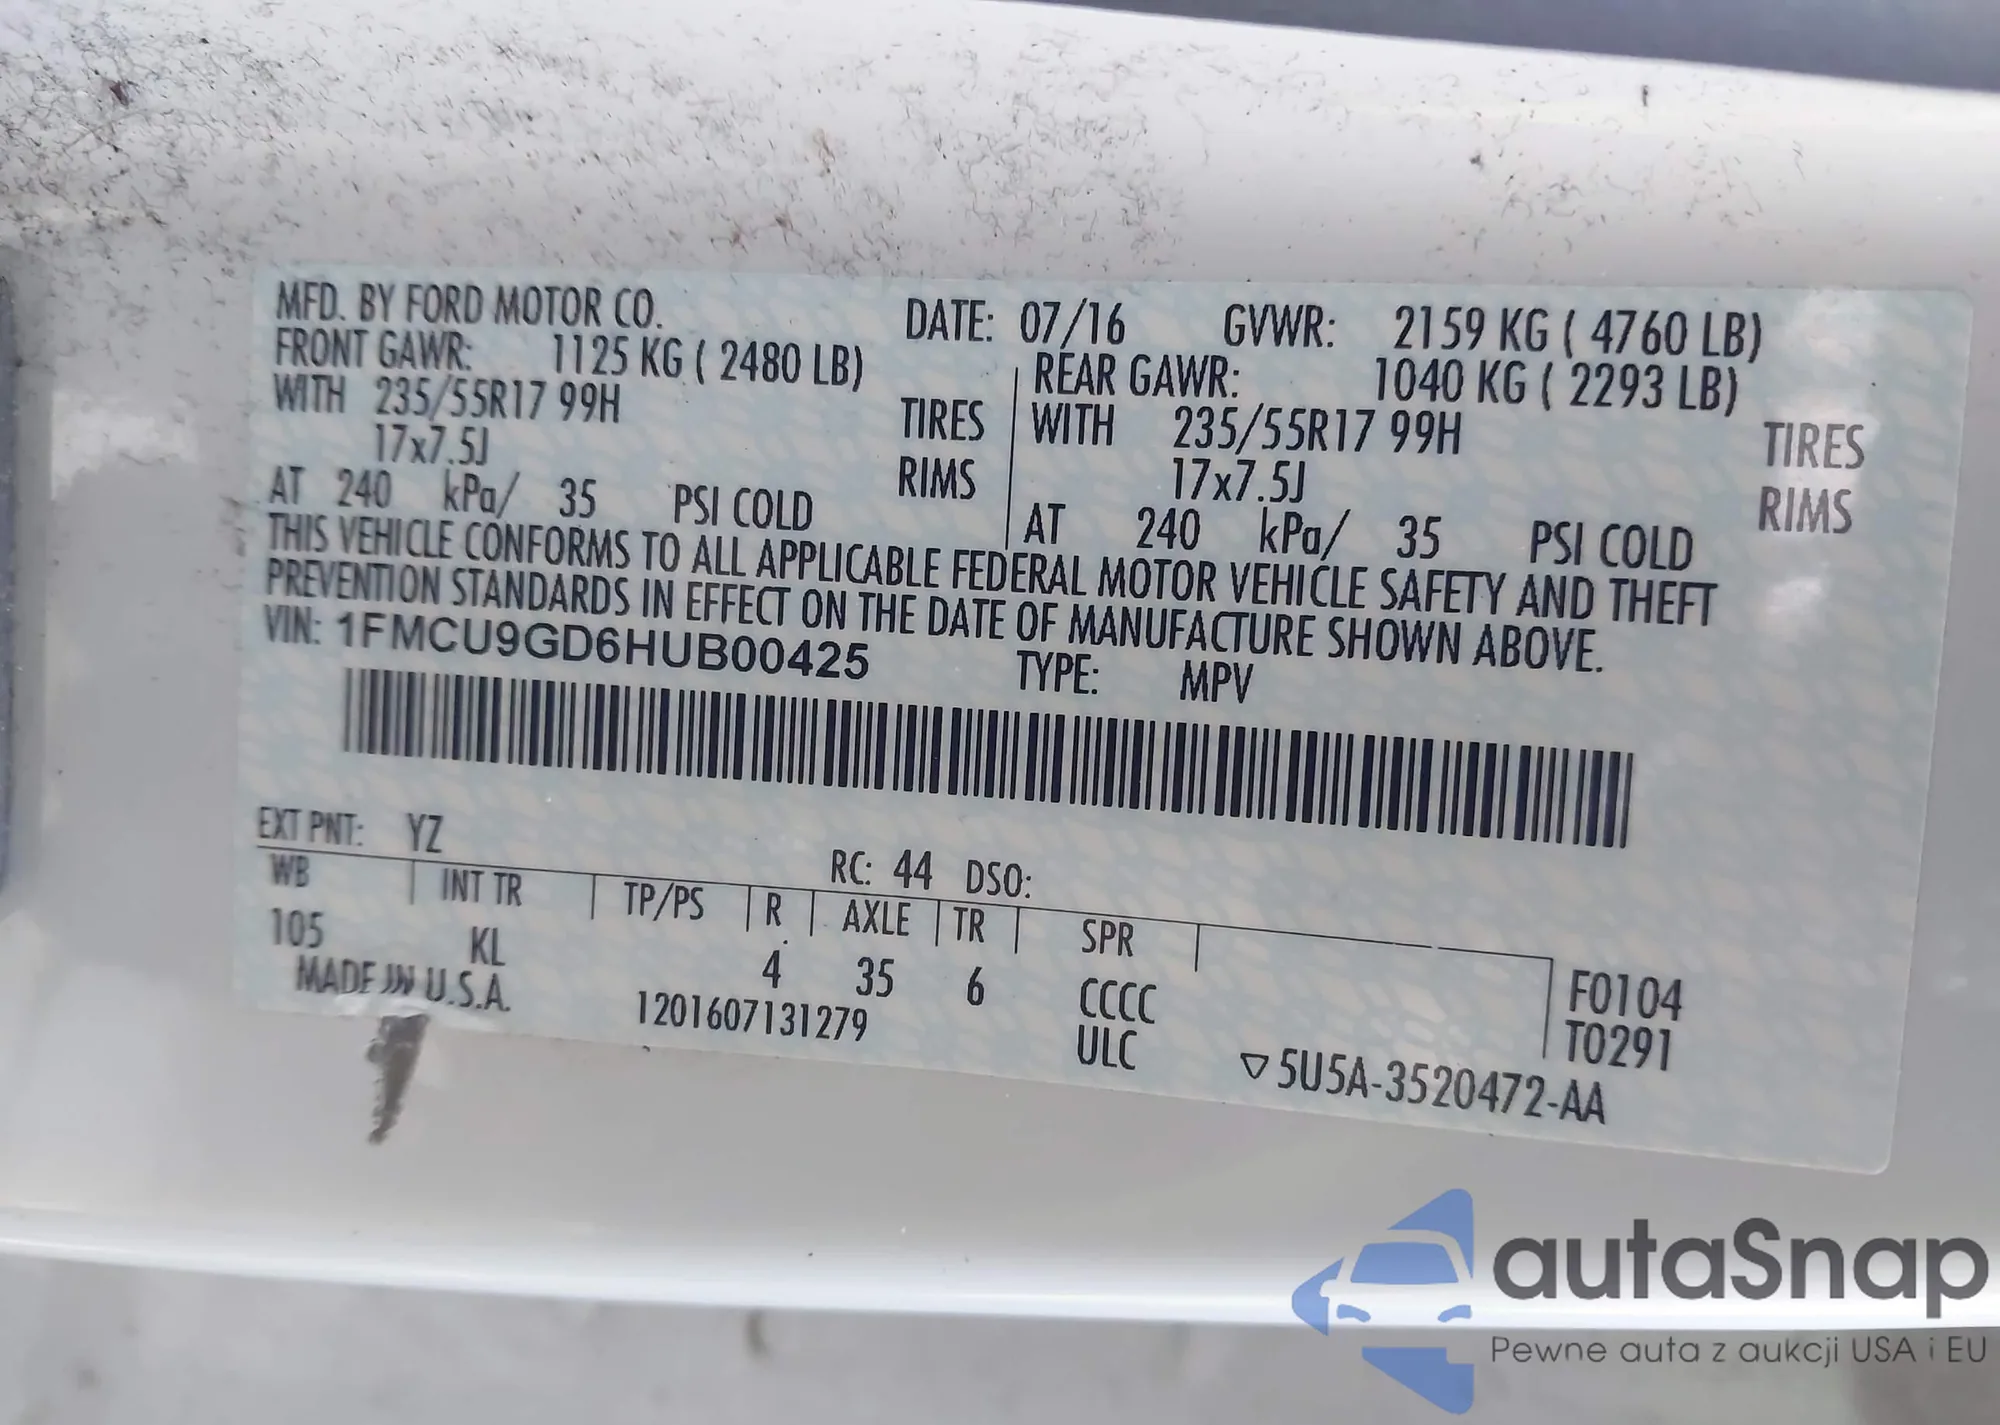 MFD. BY FORD MOTOR CO. DATE: 07/16 GVWR: 2159 KG ( 4760 LB)
FRONT GAWR: 1125 KG ( 2480 LB) REAR GAWR: 1040 KG ( 2293 LB)
WITH 235/55R17 99H TIRES WITH 235/55R17 99H TIRES
17x7.5J RIMS 17x7.5J RIMS
AT 240 kPa/ 35 PSI COLD AT 240 kPa/ 35 PSI COLD
THIS VEHICLE CONFORMS TO ALL APPLICABLE FEDERAL MOTOR VEHICLE SAFETY AND THEFT
PREVENTION STANDARDS IN EFFECT ON THE DATE OF MANUFACTURE SHOWN ABOVE.
VIN: 1FMCU9GD6HUB00425 TYPE: MPV
EXT PNT: YZ RC: 44 DSO:
WB INT TR TP/PS R AXLE TR SPR
105 KL 4 35 6 CCCC F0104
MADE IN U.S.A. 1201607131279 ULC T0291
▽5U5A-3520472-AA
autaSnap
Pewne auta z aukcji USA i EU